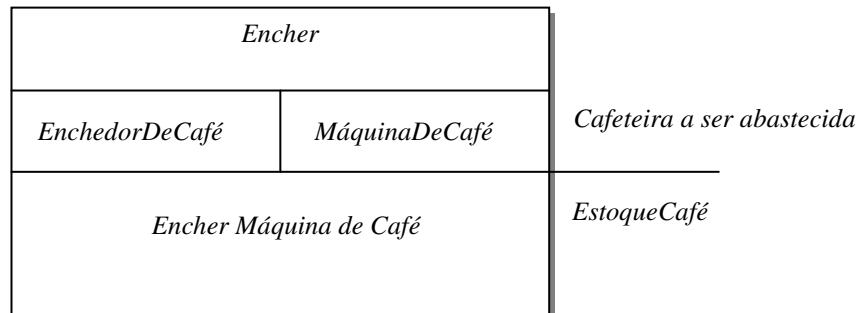 Encher
EnchedorDeCafé
MáquinaDeCafé
Cafeteira a ser abastecida
Encher Máquina de Café
EstoqueCafé